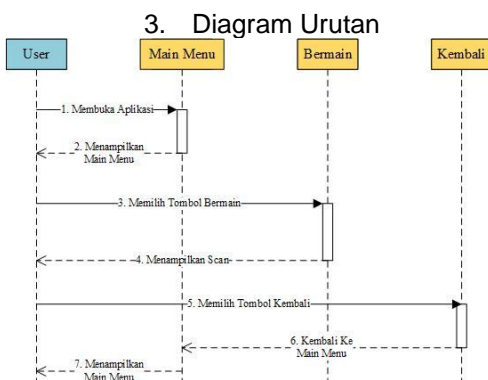 3. Diagram Urutan
User
Main Menu
Bermain
Kembali
1. Membuka Aplikasi
2. Menampilkan
Main Menu
3. Memilih Tombol Bermain
4. Menampilkan Scan
5. Memilih Tombol Kembali
6. Kembali Ke
Main Menu
7. Menampilkan
Main Menu